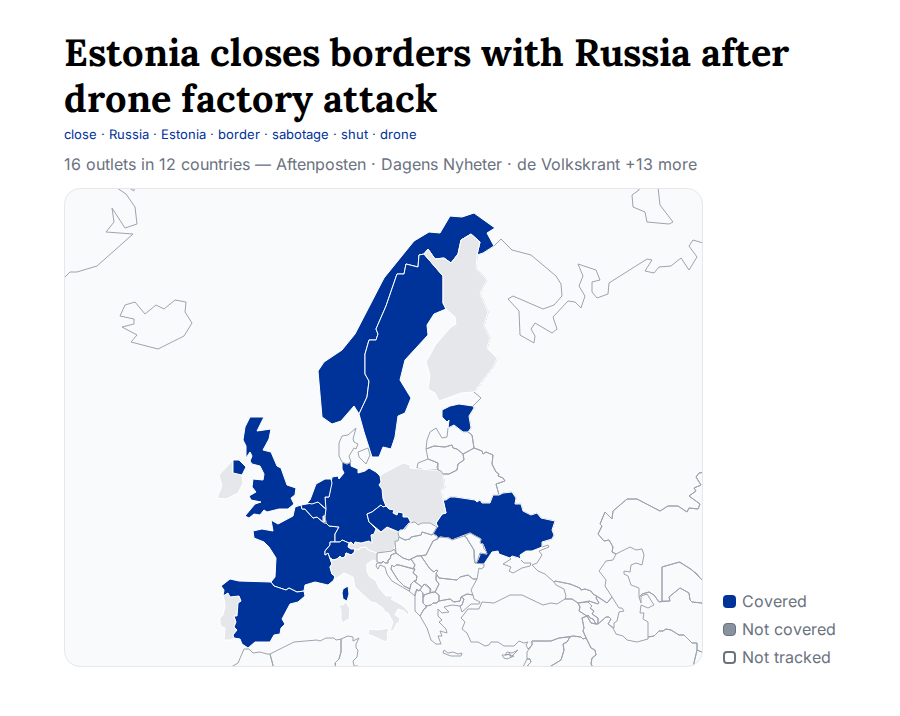 Estonia closes borders with Russia after
drone factory attack
close · Russia · Estonia · border · sabotage · shut · drone
16 outlets in 12 countries — Aftenposten · Dagens Nyheter · de Volkskrant +13 more
Covered
Not covered
Not tracked